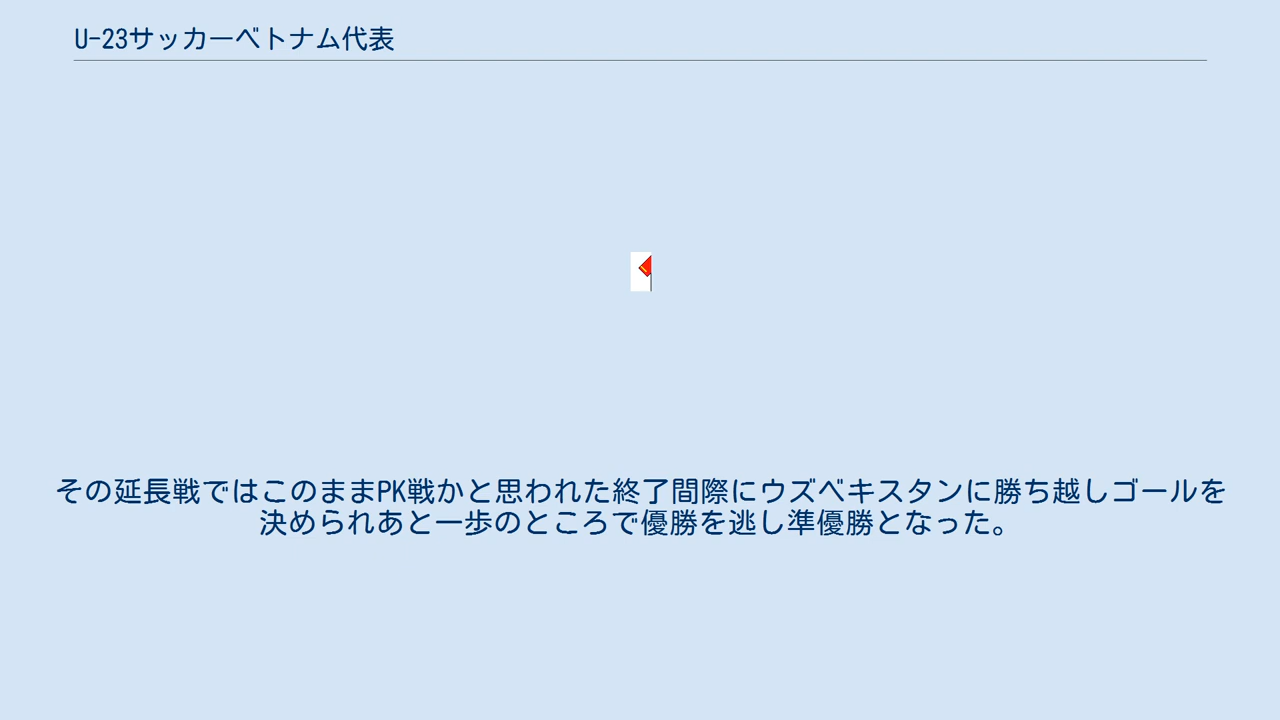 U-23サッカーベトナム代表
その延長戦ではこのままPK戦かと思われた終了間際にウズベキスタンに勝ち越しゴールを
決められあと一歩のところで優勝を逃し準優勝となった。